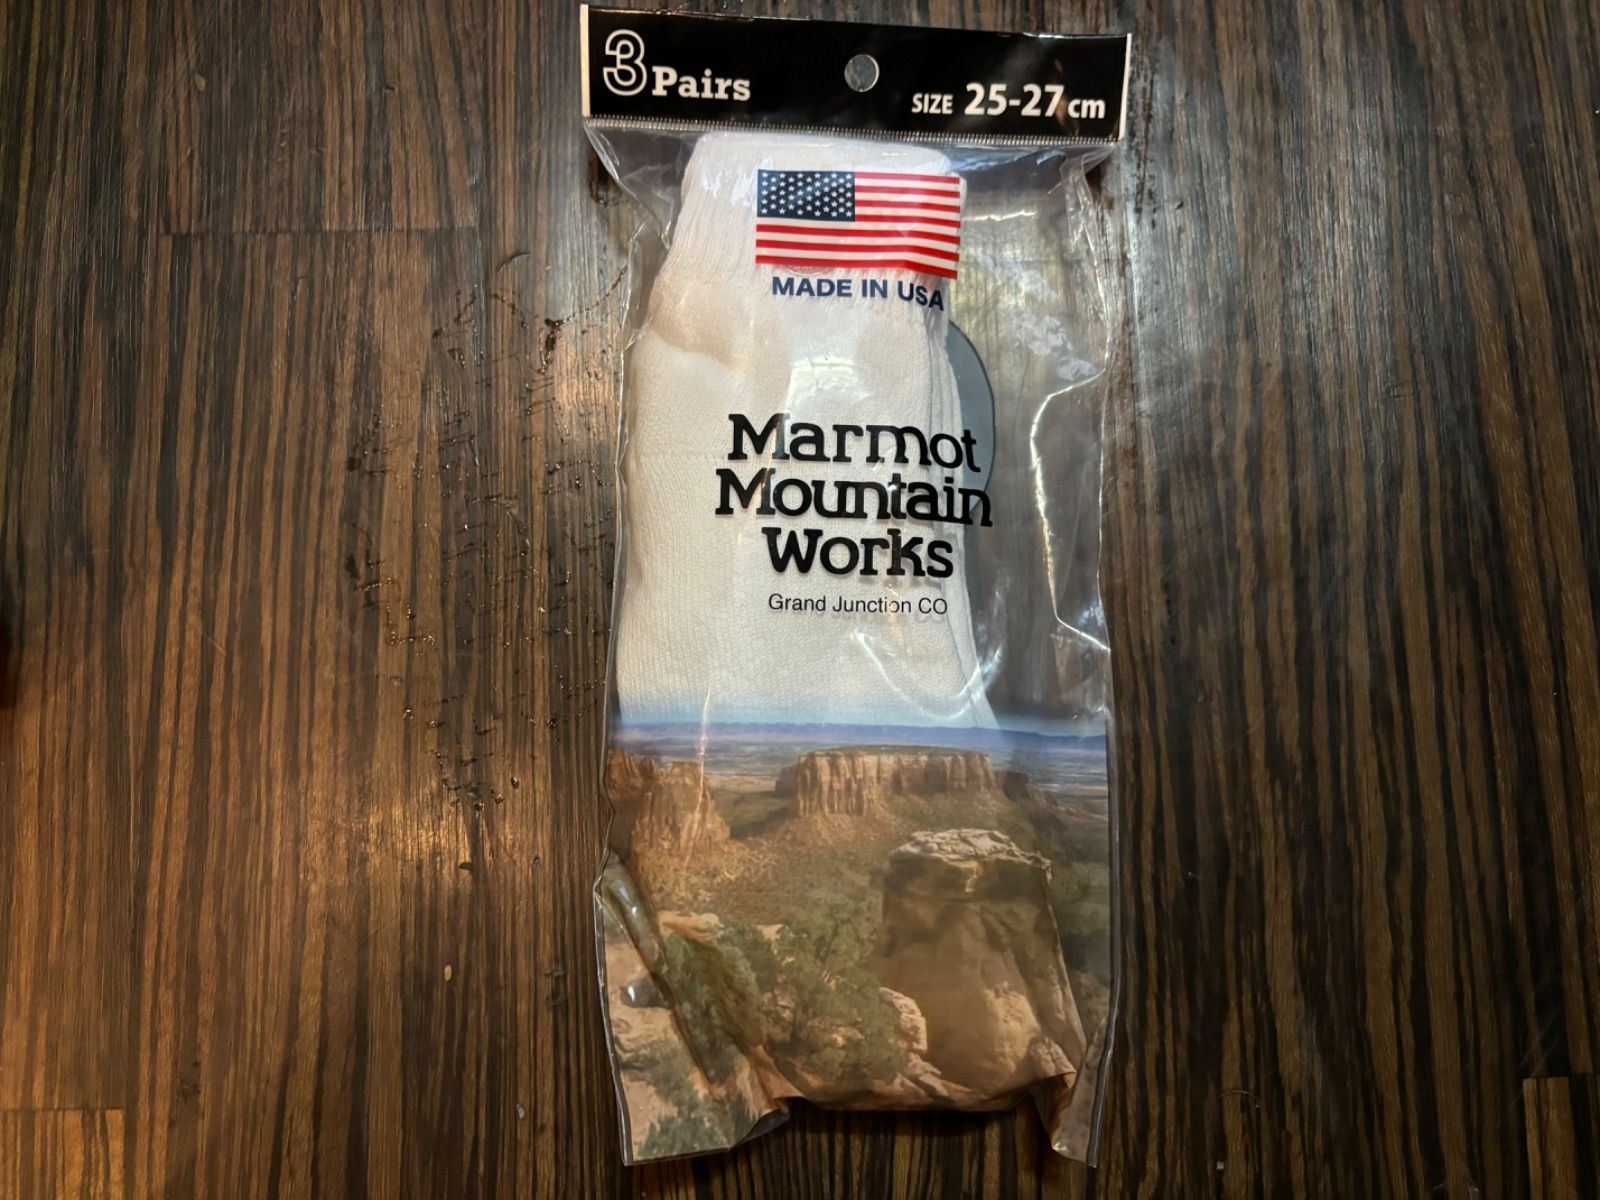 3 Pairs
SIZE 25-27 cm
MADE IN USA
Marmot
Mountain
Works
Grand Junction CO